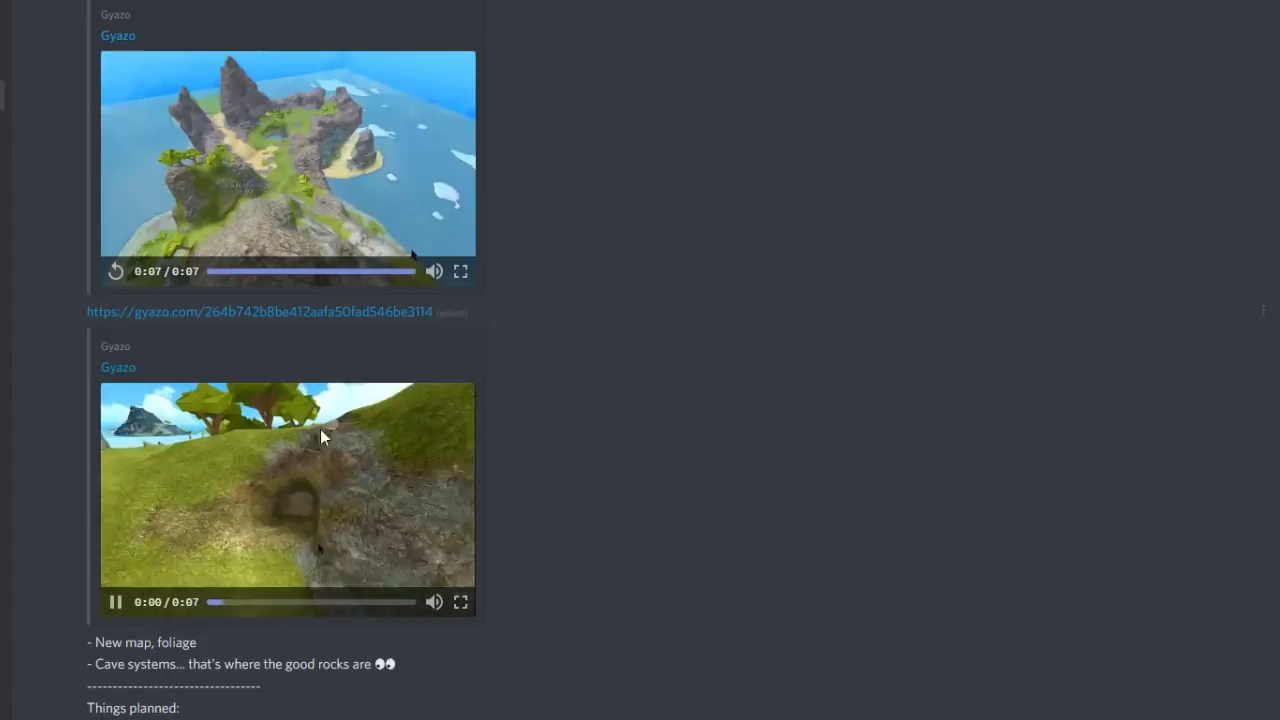 Gyazo
Gyazo
0:07/0:07
https://gyazo.com/264b742b8be412aafa50fad546be3114 (edited)
Gyazo
Gyazo
0:00/0:07
- New map, foliage
- Cave systems... that's where the good rocks are 👀
---------------------------------
Things planned: